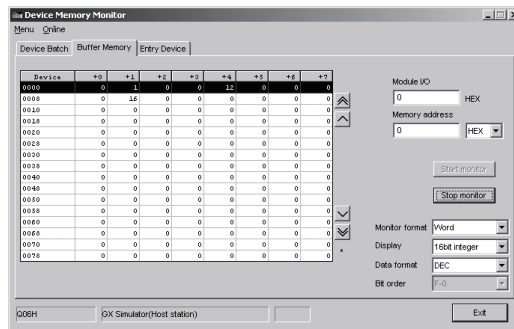 Device Memory Monitor
Menu Online
Device Batch Buffer Memory Entry Device
Device +0 +1 +2 +3 +4 +5 +6 +7
0000 0 1 0 0 12 0 0 0
0008 0 16 0 0 0 0 0 0
0010 0 0 0 0 0 0 0 0
0018 0 0 0 0 0 0 0 0
0020 0 0 0 0 0 0 0 0
0028 0 0 0 0 0 0 0 0
0030 0 0 0 0 0 0 0 0
0038 0 0 0 0 0 0 0 0
0040 0 0 0 0 0 0 0 0
0048 0 0 0 0 0 0 0 0
0050 0 0 0 0 0 0 0 0
0058 0 0 0 0 0 0 0 0
0060 0 0 0 0 0 0 0 0
0068 0 0 0 0 0 0 0 0
0070 0 0 0 0 0 0 0 0
0078 0 0 0 0 0 0 0 0
Module I/O
0 HEX
Memory address
0 HEX
Start monitor
Stop monitor
Monitor format Word
Display 16bit integer
Data format DEC
Bit order F-0
Q06H GX Simulator(Host station)
Exit